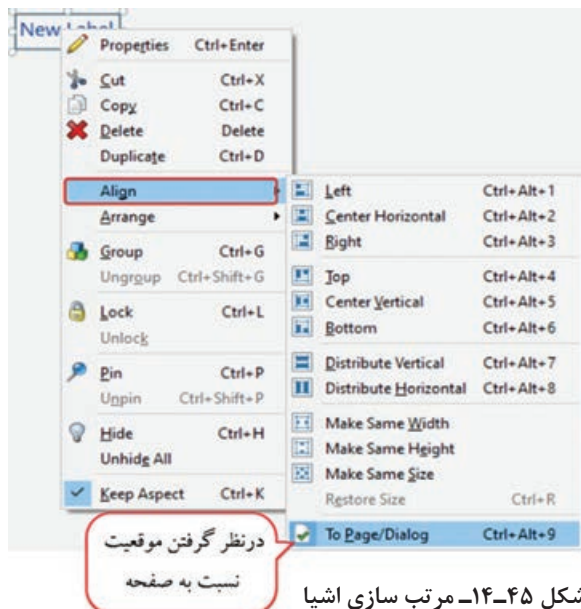 New Label
Properties Ctrl+Enter
Cut Ctrl+X
Copy Ctrl+C
Delete Delete
Duplicate Ctrl+D
Align
Arrange
Group Ctrl+G
Ungroup Ctrl+Shift+G
Lock Ctrl+L
Unlock
Pin Ctrl+P
Unpin Ctrl+Shift+P
Hide Ctrl+H
Unhide All
Keep Aspect Ctrl+K
Left Ctrl+Alt+1
Center Horizontal Ctrl+Alt+2
Right Ctrl+Alt+3
Top Ctrl+Alt+4
Center Vertical Ctrl+Alt+5
Bottom Ctrl+Alt+6
Distribute Vertical Ctrl+Alt+7
Distribute Horizontal Ctrl+Alt+8
Make Same Width
Make Same Height
Make Same Size
Restore Size Ctrl+R
To Page/Dialog Ctrl+Alt+9
درنظر گرفتن موقعیت
نسبت به صفحه
شکل ۴۵ـ۱۴ـ مرتب سازی اشیا